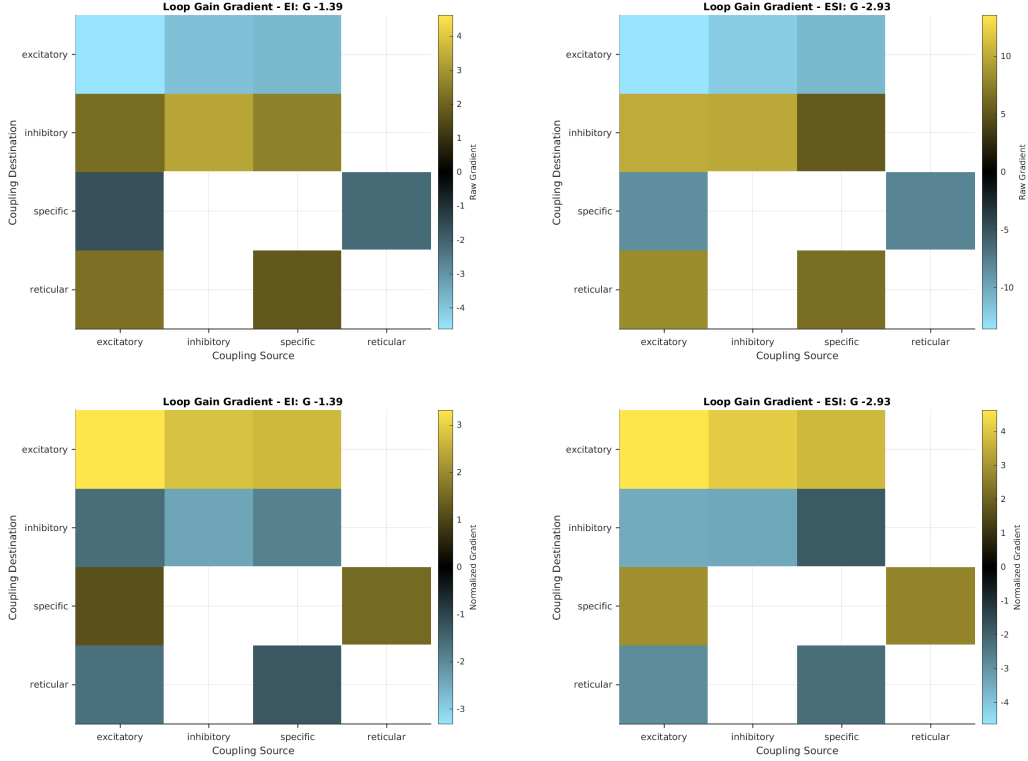 Loop Gain Gradient - EI: G -1.39
excitatory
inhibitory
specific
reticular
Coupling Destination
excitatory
inhibitory
specific
reticular
Coupling Source
4
3
2
1
0
-1
-2
-3
-4
Raw Gradient
Loop Gain Gradient - ESI: G -2.93
excitatory
inhibitory
specific
reticular
Coupling Destination
excitatory
inhibitory
specific
reticular
Coupling Source
10
5
0
-5
-10
Raw Gradient
Loop Gain Gradient - EI: G -1.39
excitatory
inhibitory
specific
reticular
Coupling Destination
excitatory
inhibitory
specific
reticular
Coupling Source
3
2
1
0
-1
-2
-3
Normalized Gradient
Loop Gain Gradient - ESI: G -2.93
excitatory
inhibitory
specific
reticular
Coupling Destination
excitatory
inhibitory
specific
reticular
Coupling Source
4
3
2
1
0
-1
-2
-3
-4
Normalized Gradient